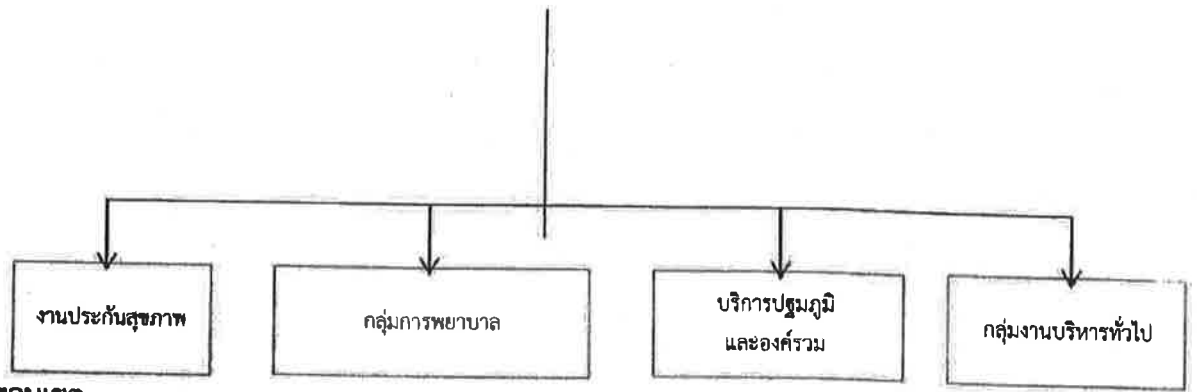 งานประกันสุขภาพ
กลุ่มการพยาบาล
บริการปฐมภูมิ
และองค์รวม
กลุ่มงานบริหารทั่วไป